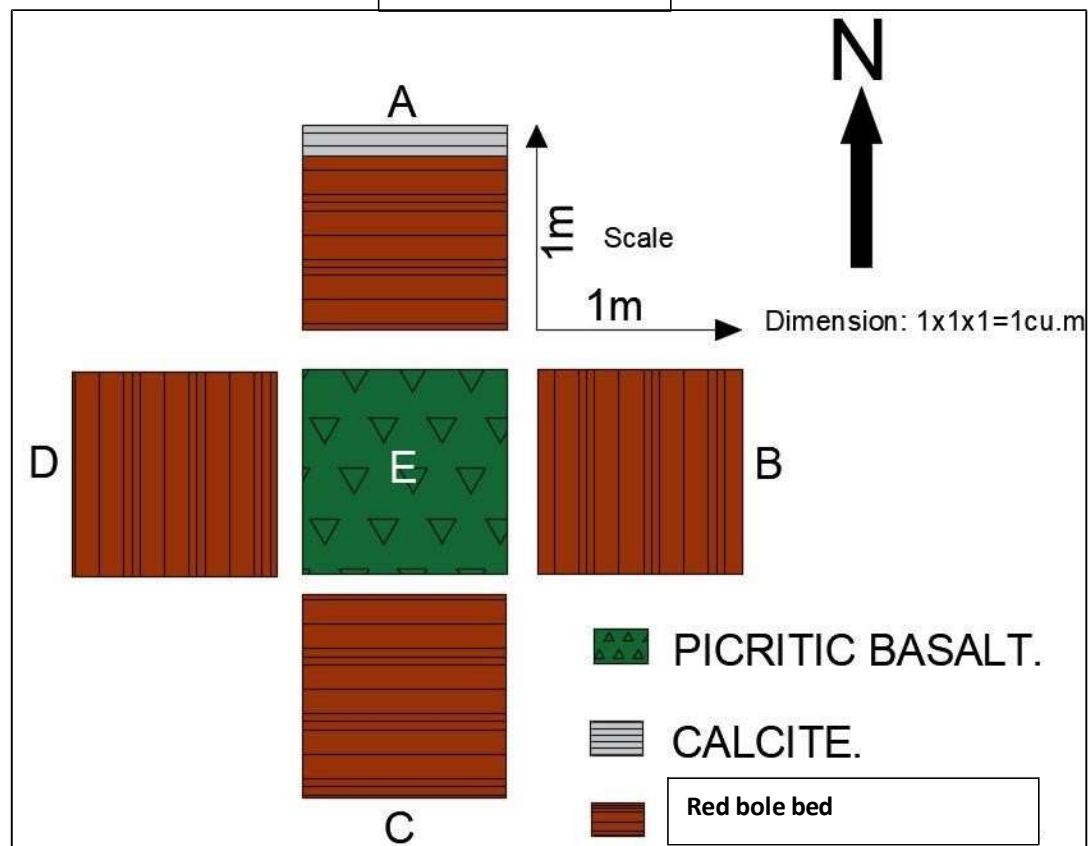 N
A
1m
Scale
1m
Dimension: 1x1x1=1cu.m
D
E
B
PICRITIC BASALT.
CALCITE.
Red bole bed
C